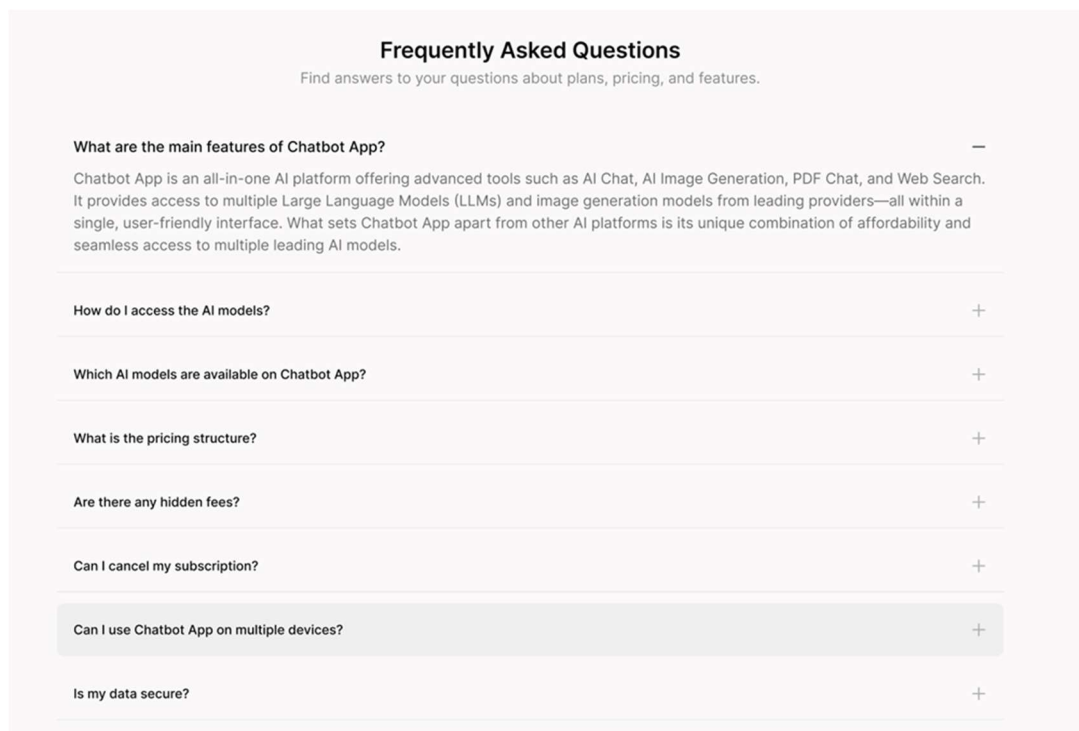 Frequently Asked Questions
Find answers to your questions about plans, pricing, and features.
What are the main features of Chatbot App?
Chatbot App is an all-in-one AI platform offering advanced tools such as AI Chat, AI Image Generation, PDF Chat, and Web Search.
It provides access to multiple Large Language Models (LLMs) and image generation models from leading providers—all within a
single, user-friendly interface. What sets Chatbot App apart from other AI platforms is its unique combination of affordability and
seamless access to multiple leading AI models.
How do I access the AI models?
Which AI models are available on Chatbot App?
What is the pricing structure?
Are there any hidden fees?
Can I cancel my subscription?
Can I use Chatbot App on multiple devices?
Is my data secure?